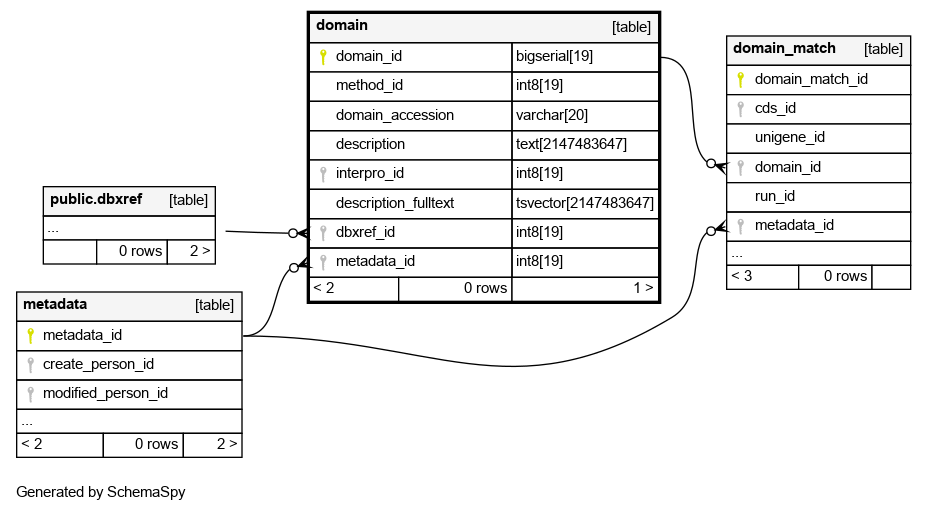 domain [table]
domain_id bigserial[19]
method_id int8[19]
domain_accession varchar[20]
description text[2147483647]
interpro_id int8[19]
description_fulltext tsvector[2147483647]
dbxref_id int8[19]
metadata_id int8[19]
< 2 0 rows 1 >
domain_match [table]
domain_match_id
cds_id
unigene_id
domain_id
run_id
metadata_id
...
< 3 0 rows
public.dbxref [table]
...
0 rows 2 >
metadata [table]
metadata_id
create_person_id
modified_person_id
...
< 2 0 rows 2 >
Generated by SchemaSpy